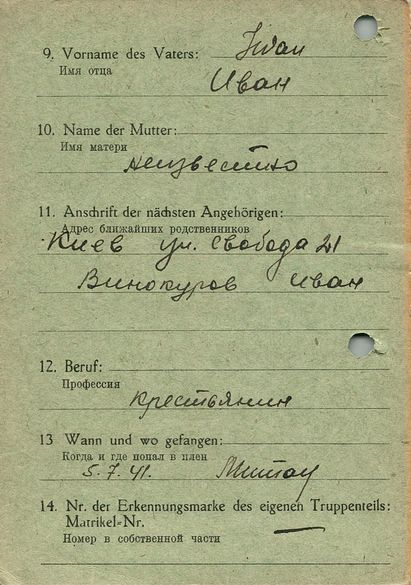 9. Vorname des Vaters: Iwan
Имя отца
Иван
10. Name der Mutter:
Имя матери
неизвестно
11. Anschrift der nächsten Angehörigen:
Адрес ближайших родственников
Киев ул. Свобода 21
Винокуров Иван
12. Beruf:
Профессия
крестьянин
13 Wann und wo gefangen:
Когда и где попал в плен
5.7.41. Митау
14. Nr. der Erkennungsmarke des eigenen Truppenteils:
Matrikel-Nr. —
Номер в собственной части